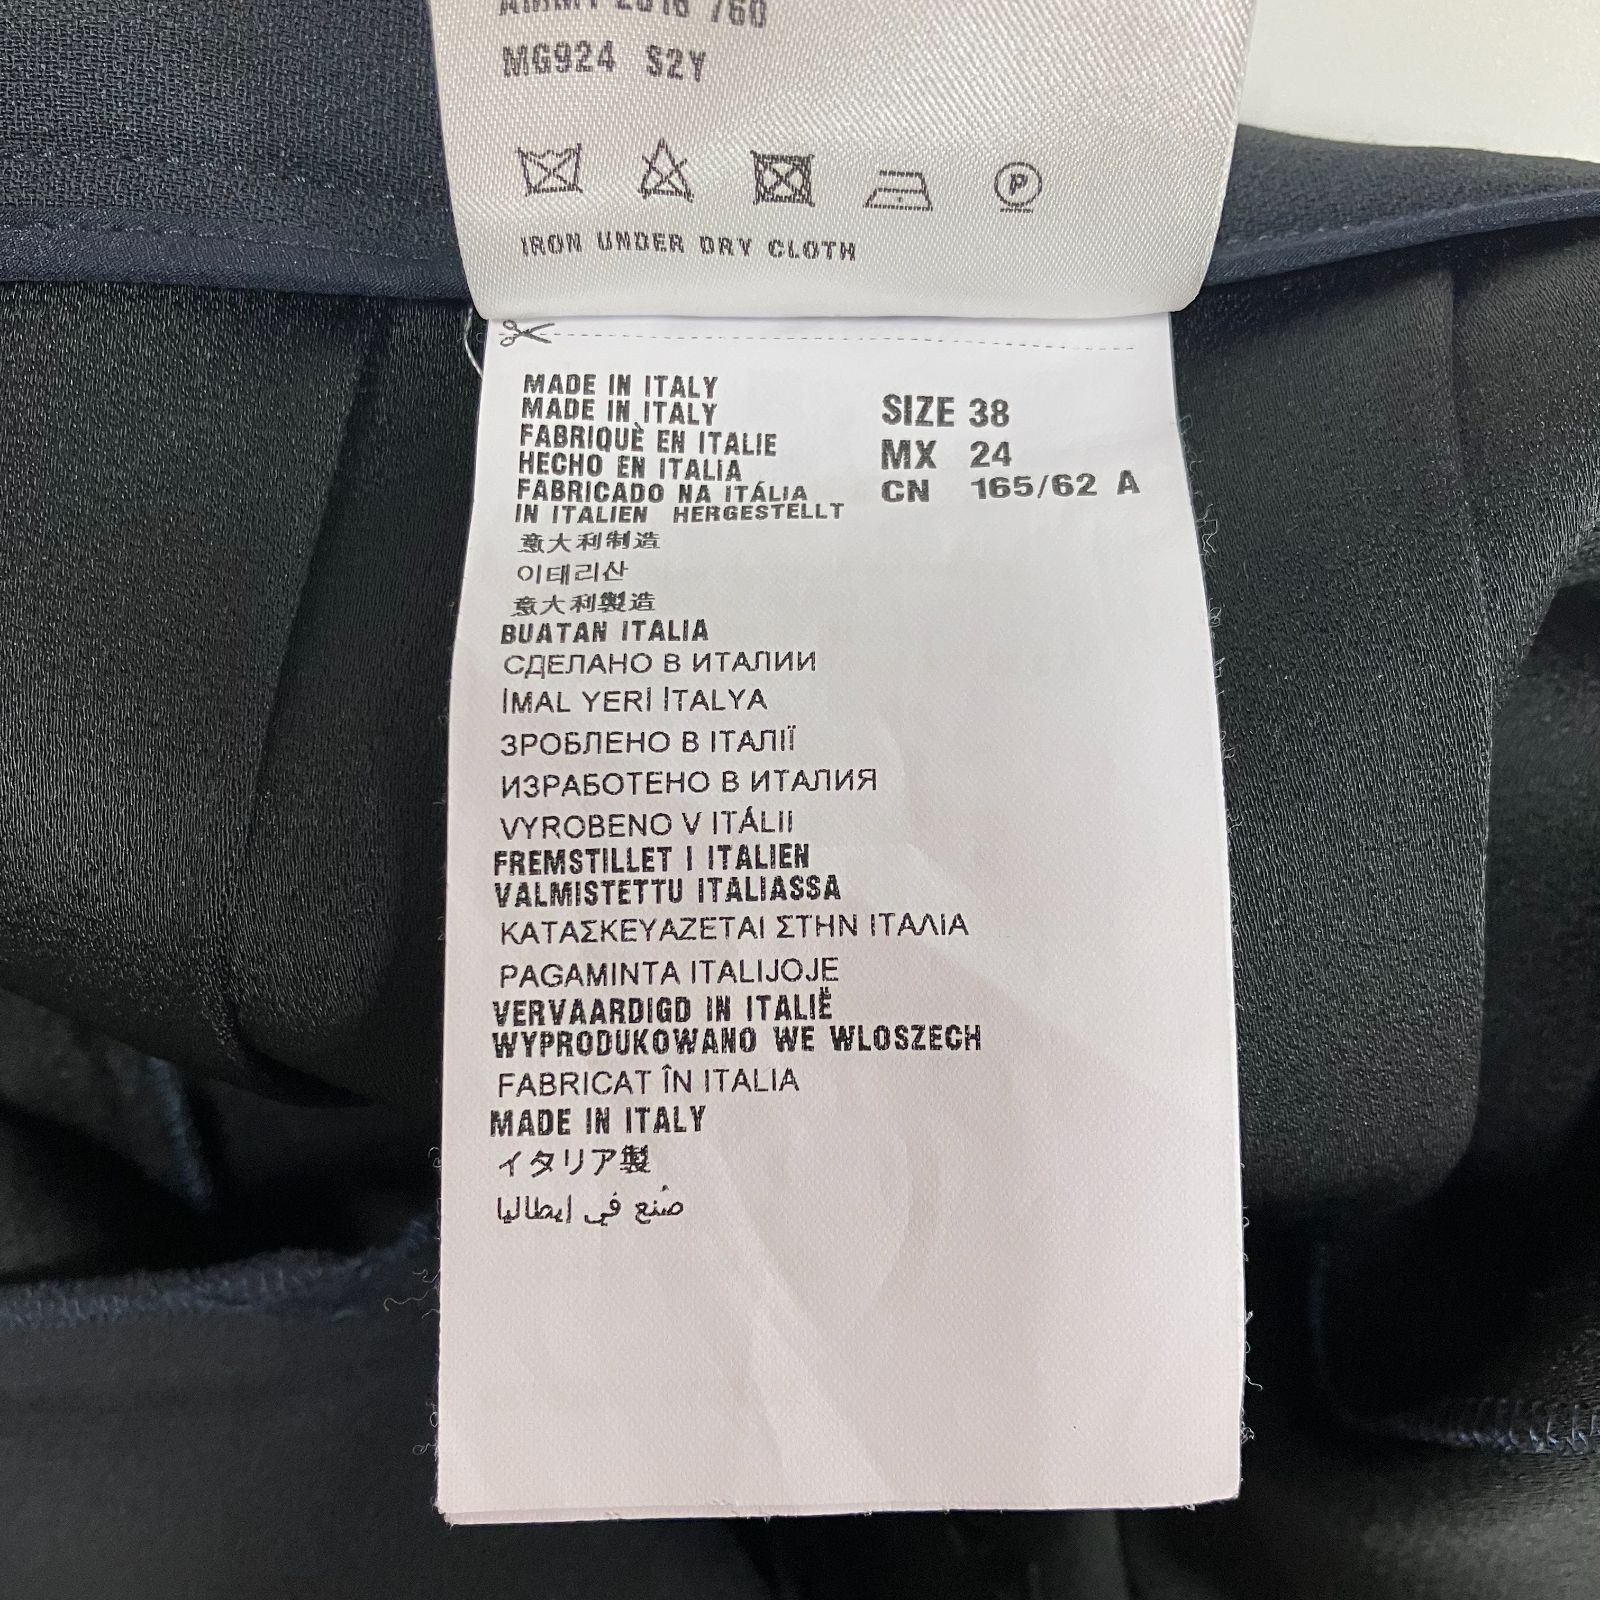 MG924 S2Y
IRON UNDER DRY CLOTH
MADE IN ITALY
MADE IN ITALY
FABRIQUÈ EN ITALIE
HECHO EN ITALIA
FABRICADO NA ITÁLIA
IN ITALIEN HERGESTELLT
意大利制造
이태리산
意大利製造
BUATAN ITALIA
СДЕЛАНО В ИТАЛИИ
İMAL YERİ İTALYA
ЗРОБЛЕНО В ІТАЛІЇ
ИЗРАБОТЕНО В ИТАЛИЯ
VYROBENO V ITÁLII
FREMSTILLET I ITALIEN
VALMISTETTU ITALIASSA
ΚΑΤΑΣΚΕΥΑΖΕΤΑΙ ΣΤΗΝ ΙΤΑΛΙΑ
PAGAMINTA ITALIJOJE
VERVAARDIGD IN ITALIË
WYPRODUKOWANO WE WLOSZECH
FABRICAT ÎN ITALIA
MADE IN ITALY
イタリア製
صُنع في إيطاليا
SIZE 38
MX 24
CN 165/62 A